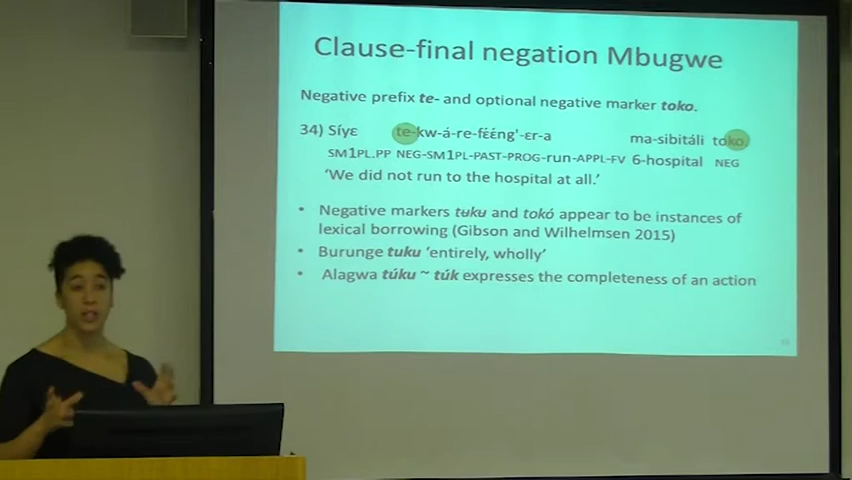 Clause-final negation Mbugwe
Negative prefix te- and optional negative marker toko.
34) Síyɛ te-kw-á-re-fɛ́ɛ́ng'-ɛr-a ma-sibitáli toko.
SM1PL.PP NEG-SM1PL-PAST-PROG-run-APPL-FV 6-hospital NEG
'We did not run to the hospital at all.'
• Negative markers tʉkʉ and tokó appear to be instances of
lexical borrowing (Gibson and Wilhelmsen 2015)
• Burunge tuku 'entirely, wholly'
• Alagwa túku ~ túk expresses the completeness of an action